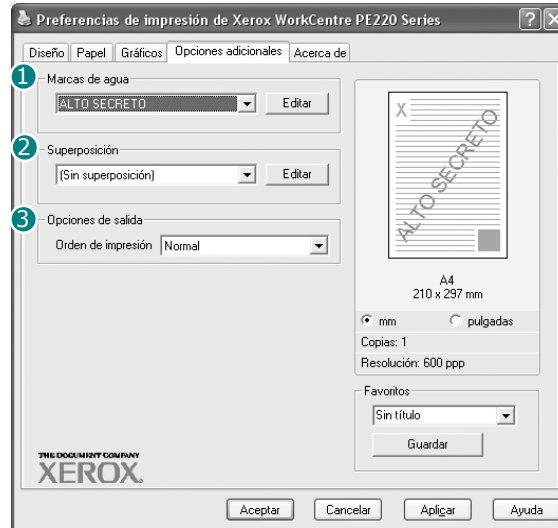 Preferencias de impresión de Xerox WorkCentre PE220 Series
Diseño Papel Gráficos Opciones adicionales Acerca de
1 Marcas de agua
ALTO SECRETO Editar
2 Superposición
(Sin superposición) Editar
3 Opciones de salida
Orden de impresión Normal
X
ALTO SECRETO
A4
210 x 297 mm
mm pulgadas
Copias: 1
Resolución: 600 ppp
Favoritos
Sin título
Guardar
THE DOCUMENT COMPANY
XEROX
Aceptar Cancelar Aplicar Ayuda